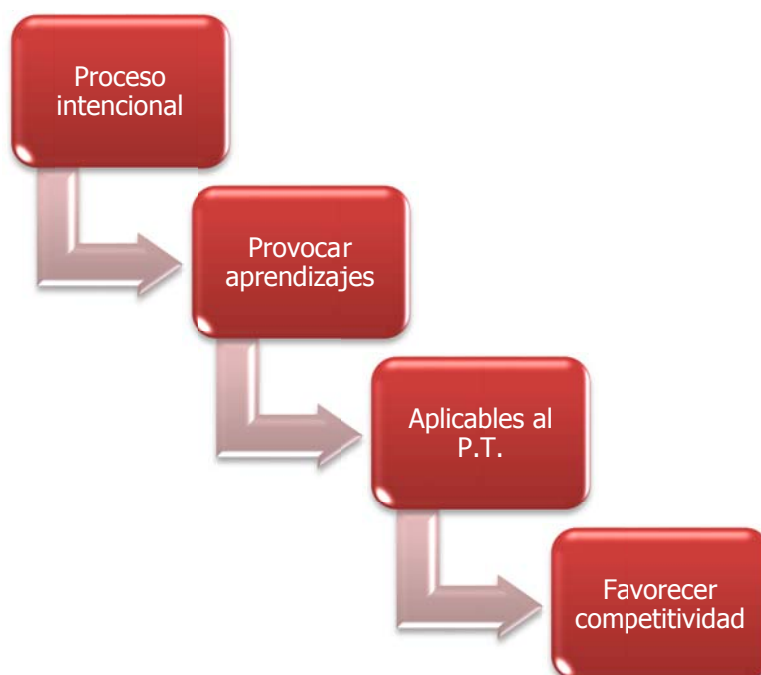 Proceso
intencional
Provocar
aprendizajes
Aplicables al
P.T.
Favorecer
competitividad